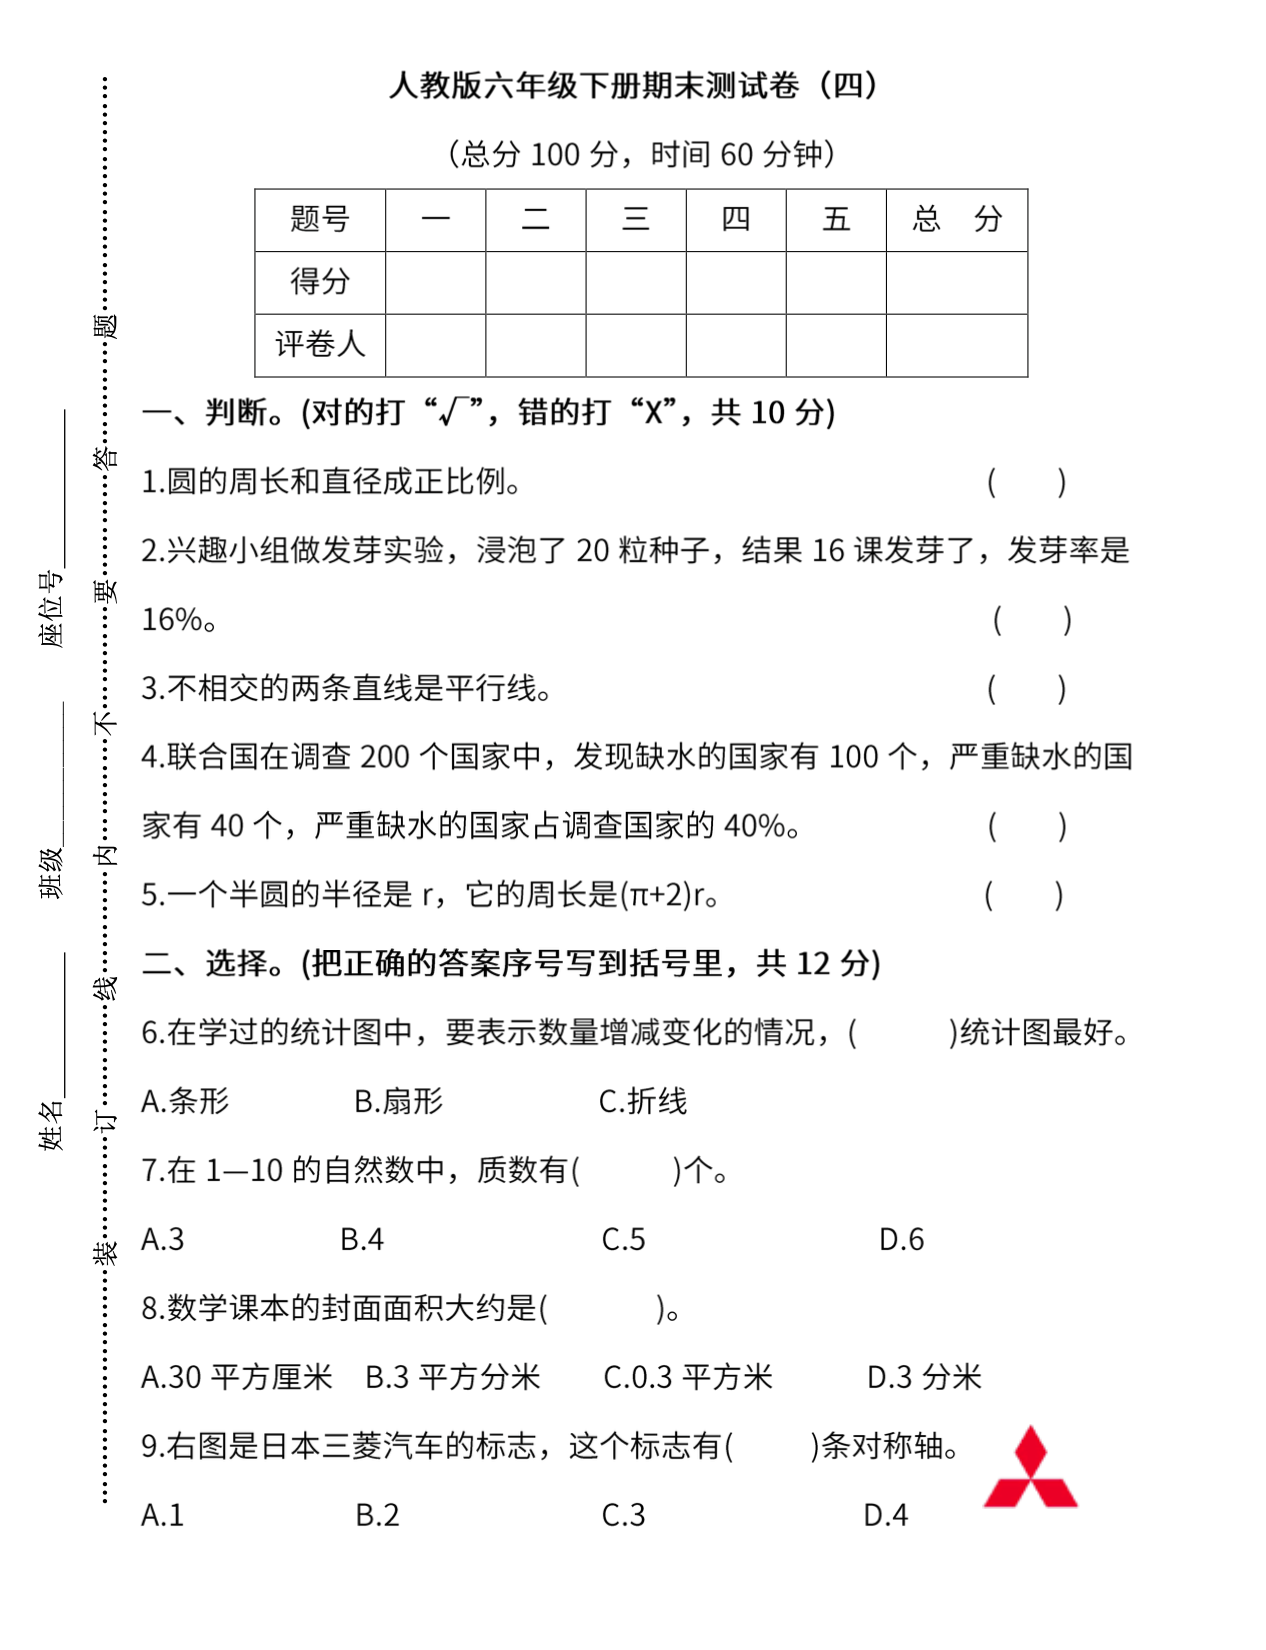 人教版六年级下册期末测试卷（四）
（总分 100 分，时间 60 分钟）
题号 一 二 三 四 五 总 分
得分
评卷人
一、判断。(对的打“√”，错的打“X”，共 10 分)
1.圆的周长和直径成正比例。 ( )
2.兴趣小组做发芽实验，浸泡了 20 粒种子，结果 16 课发芽了，发芽率是
16%。 ( )
3.不相交的两条直线是平行线。 ( )
4.联合国在调查 200 个国家中，发现缺水的国家有 100 个，严重缺水的国
家有 40 个，严重缺水的国家占调查国家的 40%。 ( )
5.一个半圆的半径是 r，它的周长是(π+2)r。 ( )
二、选择。(把正确的答案序号写到括号里，共 12 分)
6.在学过的统计图中，要表示数量增减变化的情况，( )统计图最好。
A.条形 B.扇形 C.折线
7.在 1—10 的自然数中，质数有( )个。
A.3 B.4 C.5 D.6
8.数学课本的封面面积大约是( )。
A.30 平方厘米 B.3 平方分米 C.0.3 平方米 D.3 分米
9.右图是日本三菱汽车的标志，这个标志有( )条对称轴。
A.1 B.2 C.3 D.4
姓名__________ 班级__________ 座位号__________
………………装…………订…………线…………内…………不…………要…………答…………题………………